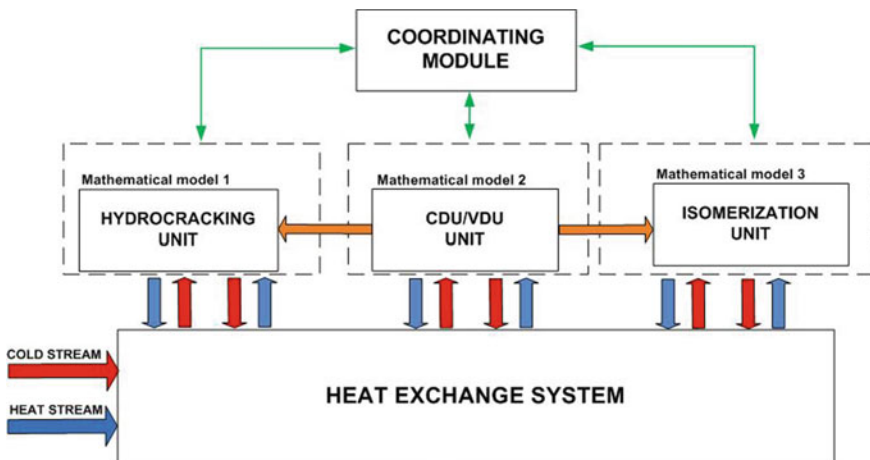 COORDINATING
MODULE
Mathematical model 1
HYDROCRACKING
UNIT
Mathematical model 2
CDU/VDU
UNIT
Mathematical model 3
ISOMERIZATION
UNIT
COLD STREAM
HEAT STREAM
HEAT EXCHANGE SYSTEM